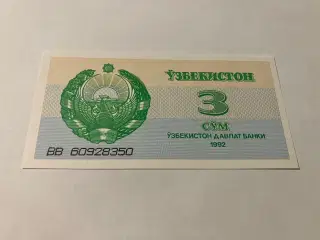 ЎЗБЕКИСТОН
3
СЎМ
ЎЗБЕКИСТОН ДАВЛАТ БАНКИ
1992
ВВ 60928350